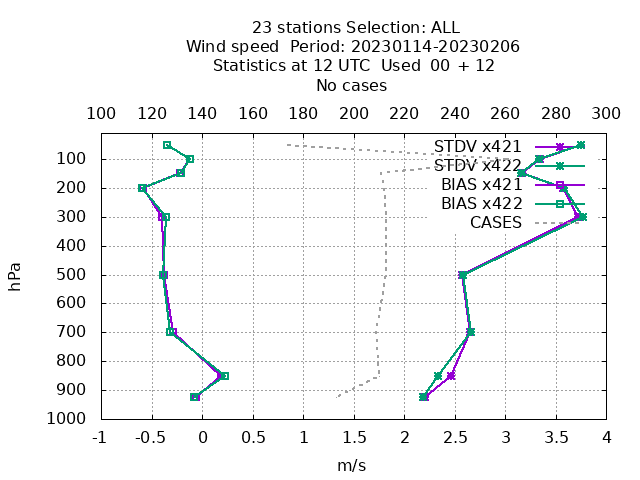 23 stations Selection: ALL
Wind speed  Period: 20230114-20230206
Statistics at 12 UTC  Used  00 + 12
No cases
100 120 140 160 180 200 220 240 260 280 300
STDV x421
STDV x422
BIAS x421
BIAS x422
CASES
100
200
300
400
500
600
700
800
900
1000
hPa
-1 -0.5 0 0.5 1 1.5 2 2.5 3 3.5 4
m/s